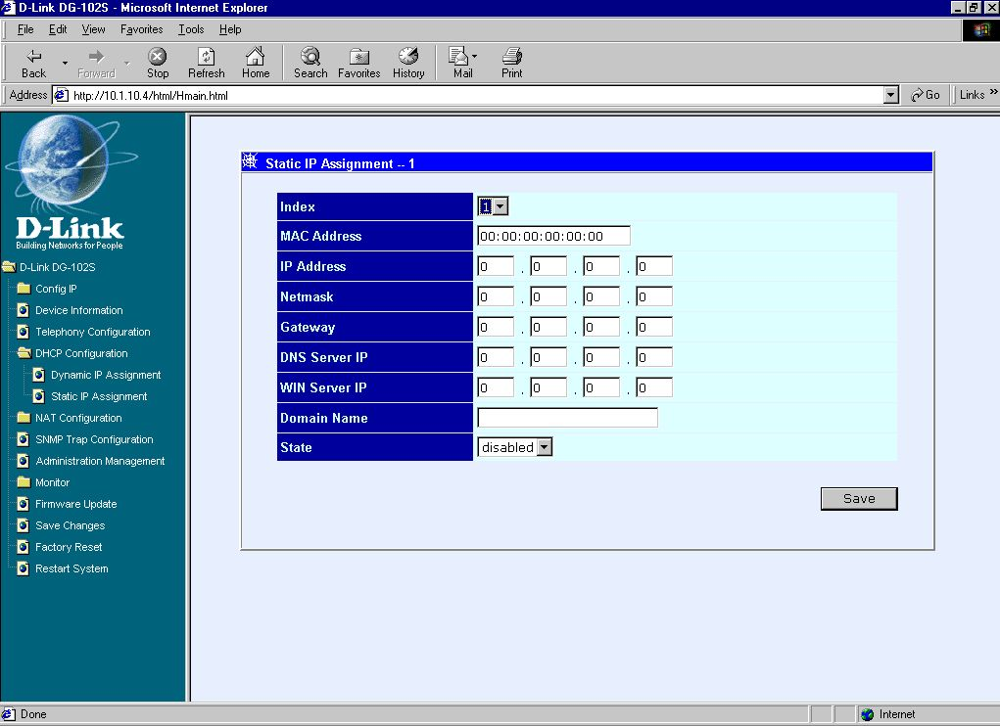 D-Link DG-102S - Microsoft Internet Explorer
File Edit View Favorites Tools Help
Back Forward Stop Refresh Home Search Favorites History Mail Print
Address http://10.1.10.4/html/Hmain.html Go Links »
D-Link
Building Networks for People
D-Link DG-102S
Config IP
Device Information
Telephony Configuration
DHCP Configuration
Dynamic IP Assignment
Static IP Assignment
NAT Configuration
SNMP Trap Configuration
Administration Management
Monitor
Firmware Update
Save Changes
Factory Reset
Restart System
Static IP Assignment -- 1
Index 1
MAC Address 00:00:00:00:00:00
IP Address 0 . 0 . 0 . 0
Netmask 0 . 0 . 0 . 0
Gateway 0 . 0 . 0 . 0
DNS Server IP 0 . 0 . 0 . 0
WIN Server IP 0 . 0 . 0 . 0
Domain Name
State disabled
Save
Done Internet